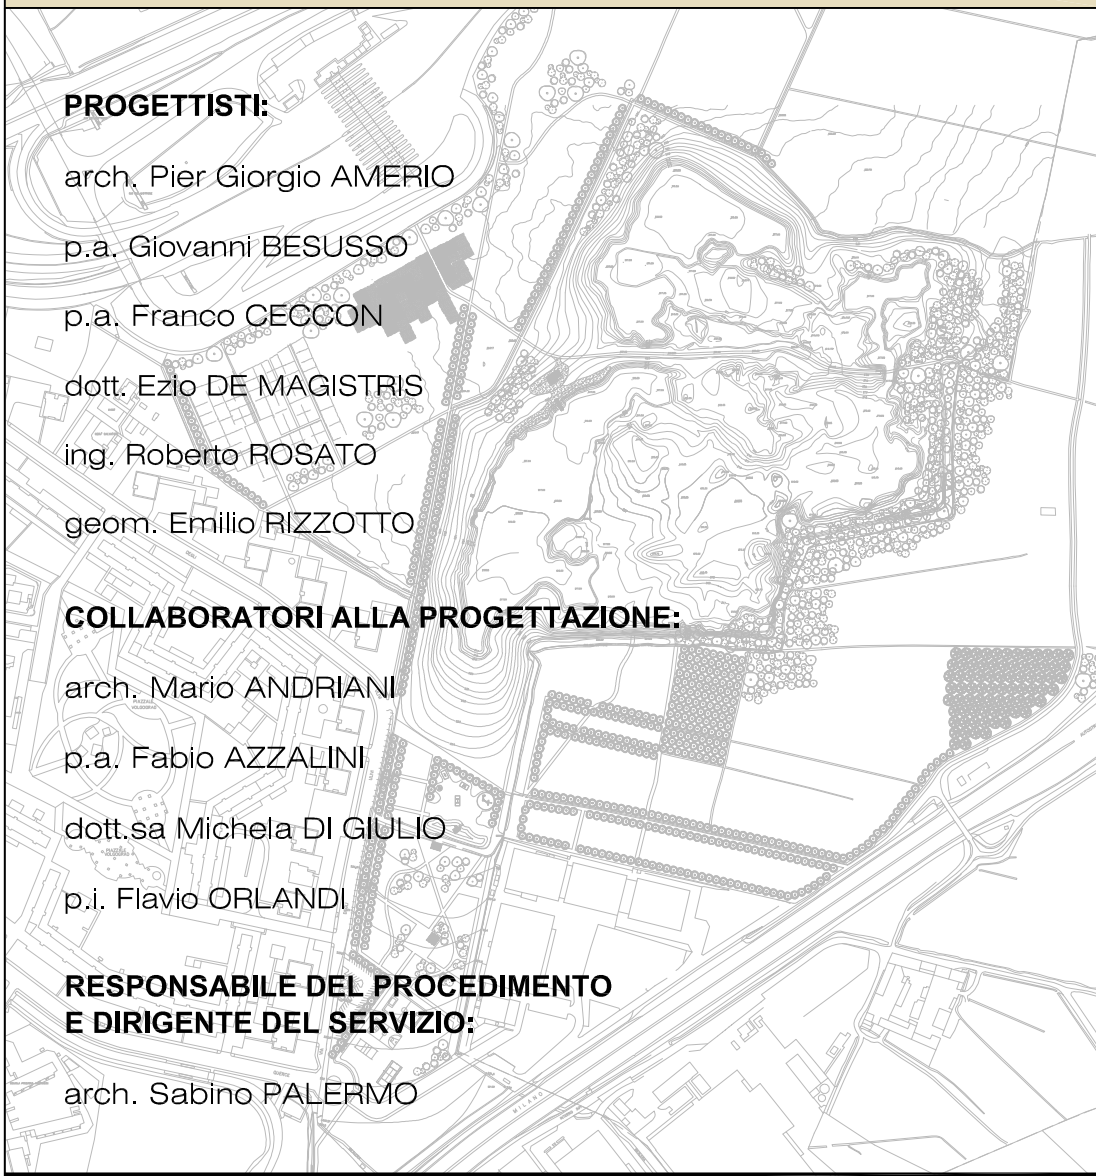 PROGETTISTI:
arch. Pier Giorgio AMERIO
p.a. Giovanni BESUSSO
p.a. Franco CECCON
dott. Ezio DE MAGISTRIS
ing. Roberto ROSATO
geom. Emilio RIZZOTTO
COLLABORATORI ALLA PROGETTAZIONE:
arch. Mario ANDRIANI
PIAZZALE
p.a. Fabio AZZALINI
dott.sa Michela DI GIULIO
p.i. Flavio ORLANDI
RESPONSABILE DEL PROCEDIMENTO
E DIRIGENTE DEL SERVIZIO:
arch. Sabino PALERMO
MILANO